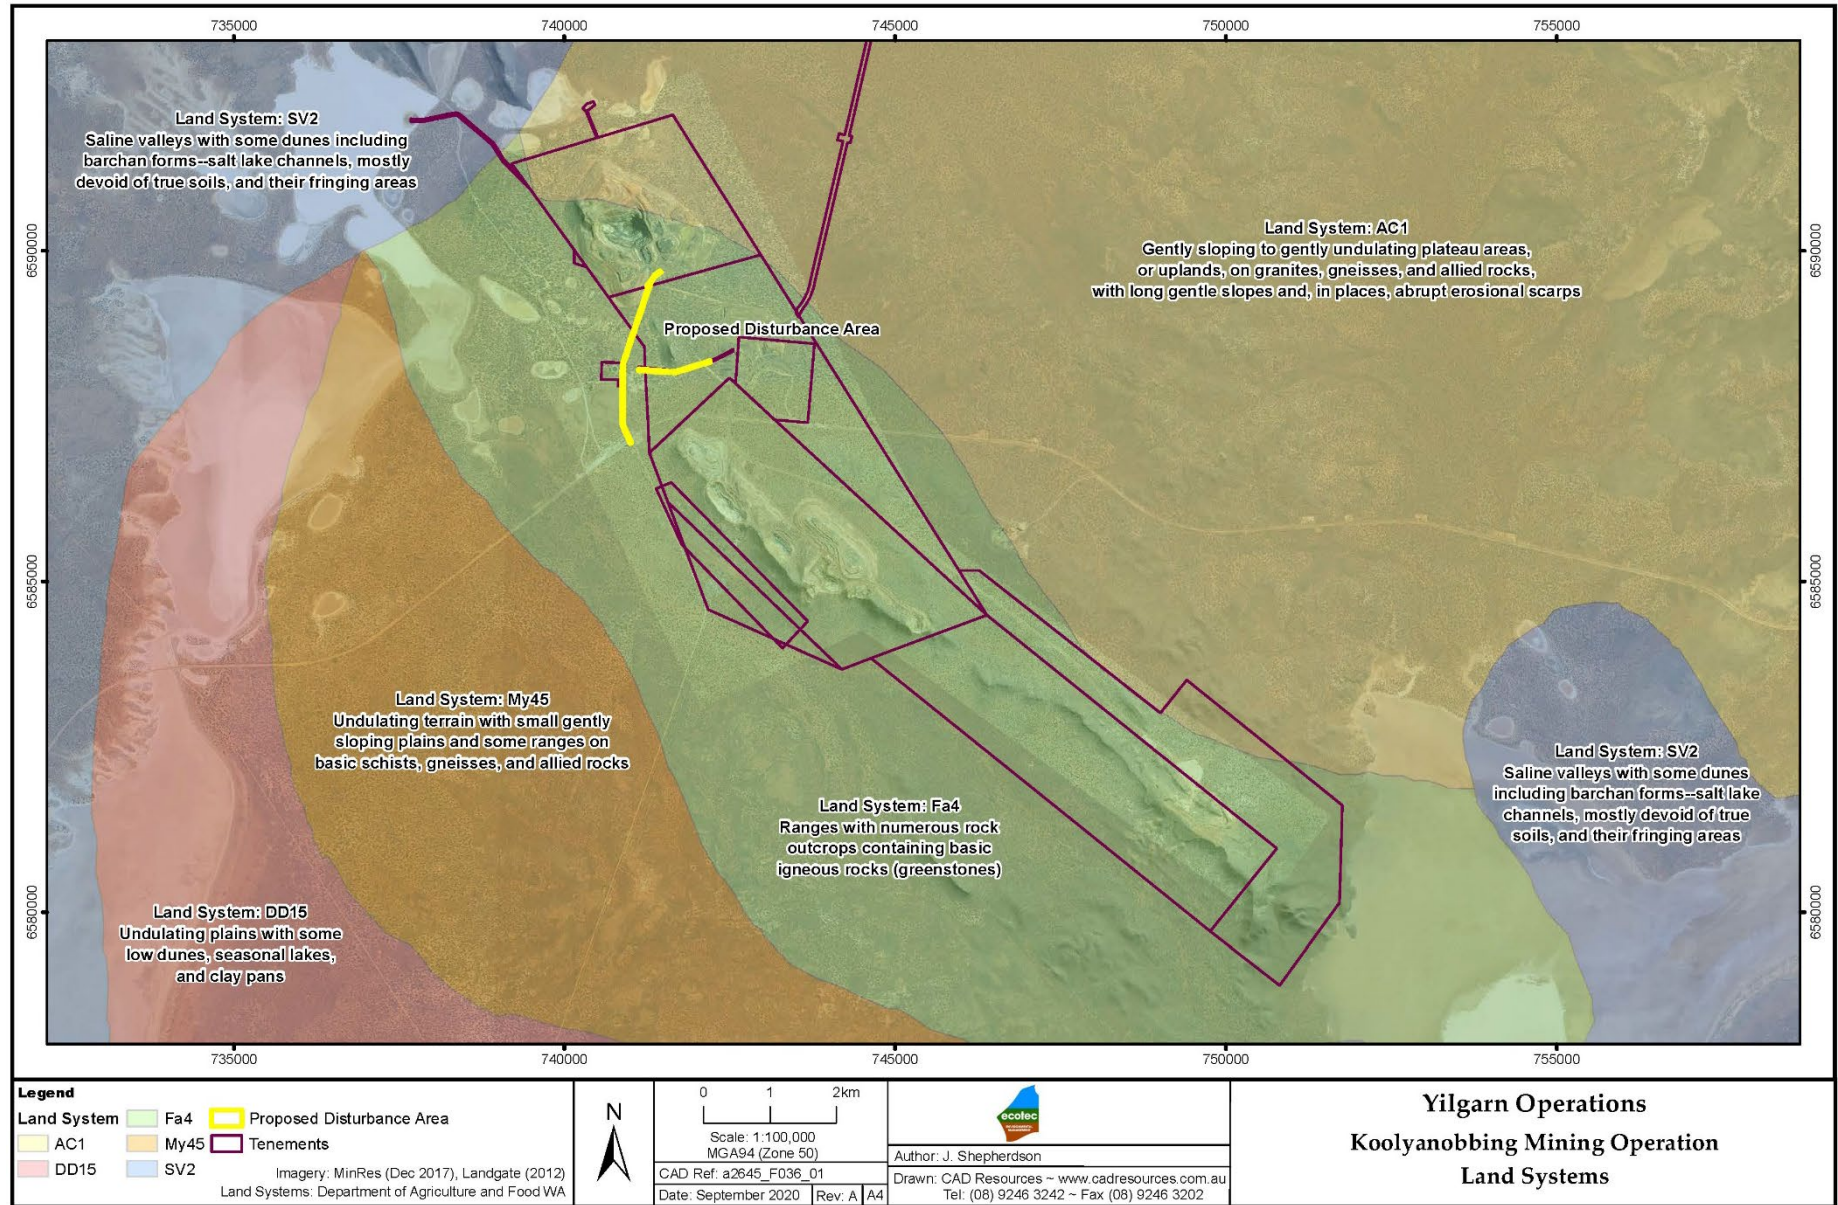 735000
740000
745000
750000
755000
6590000
6585000
6580000
6590000
6585000
6580000
Land System: SV2
Saline valleys with some dunes including
barchan forms--salt lake channels, mostly
devoid of true soils, and their fringing areas
Land System: AC1
Gently sloping to gently undulating plateau areas,
or uplands, on granites, gneisses, and allied rocks,
with long gentle slopes and, in places, abrupt erosional scarps
Proposed Disturbance Area
Land System: My45
Undulating terrain with small gently
sloping plains and some ranges on
basic schists, gneisses, and allied rocks
Land System: SV2
Saline valleys with some dunes
including barchan forms--salt lake
channels, mostly devoid of true
soils, and their fringing areas
Land System: Fa4
Ranges with numerous rock
outcrops containing basic
igneous rocks (greenstones)
Land System: DD15
Undulating plains with some
low dunes, seasonal lakes,
and clay pans
735000
740000
745000
750000
755000
Legend
Land System
AC1
DD15
Fa4
My45
SV2
Proposed Disturbance Area
Tenements
Imagery: MinRes (Dec 2017), Landgate (2012)
Land Systems: Department of Agriculture and Food WA
N
0 1 2km
Scale: 1:100,000
MGA94 (Zone 50)
CAD Ref: a2645_F036_01
Date: September 2020 Rev: A A4
ecotec
Author: J. Shepherdson
Drawn: CAD Resources ~ www.cadresources.com.au
Tel: (08) 9246 3242 ~ Fax (08) 9246 3202
Yilgarn Operations
Koolyanobbing Mining Operation
Land Systems